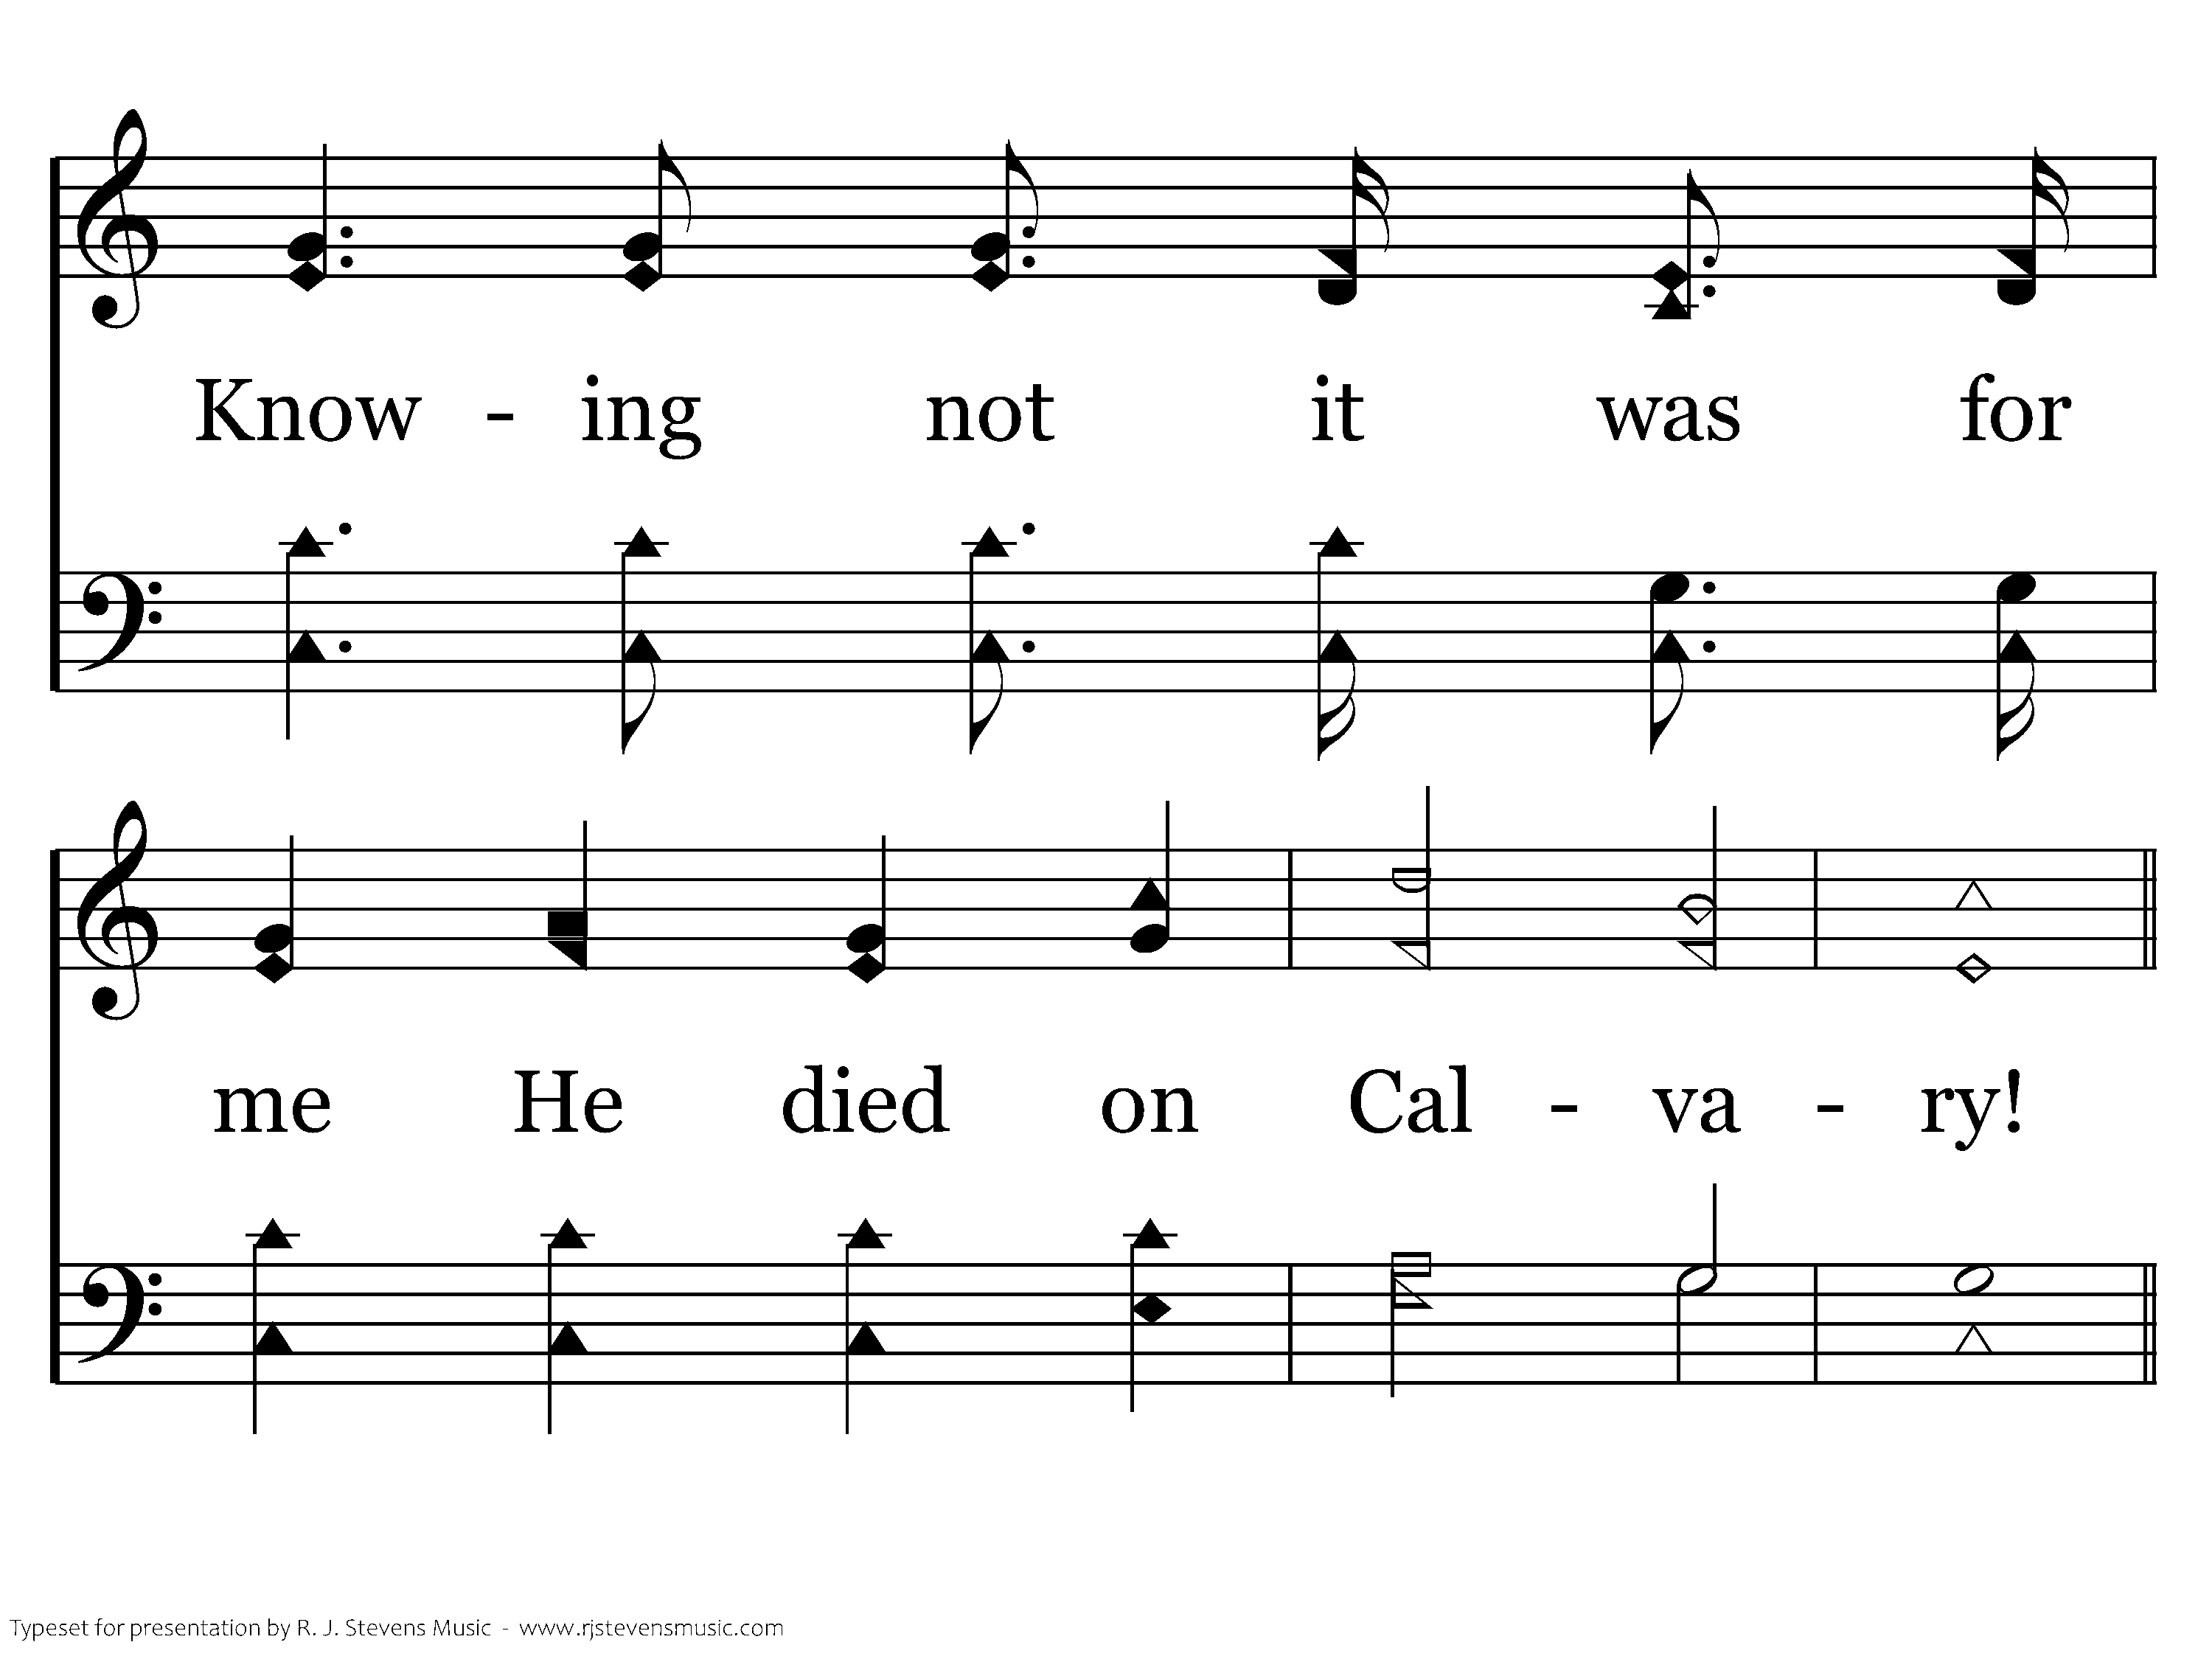 Know - ing not it was for
me He died on Cal - va - ry!
Typeset for presentation by R. J. Stevens Music - www.rjstevensmusic.com